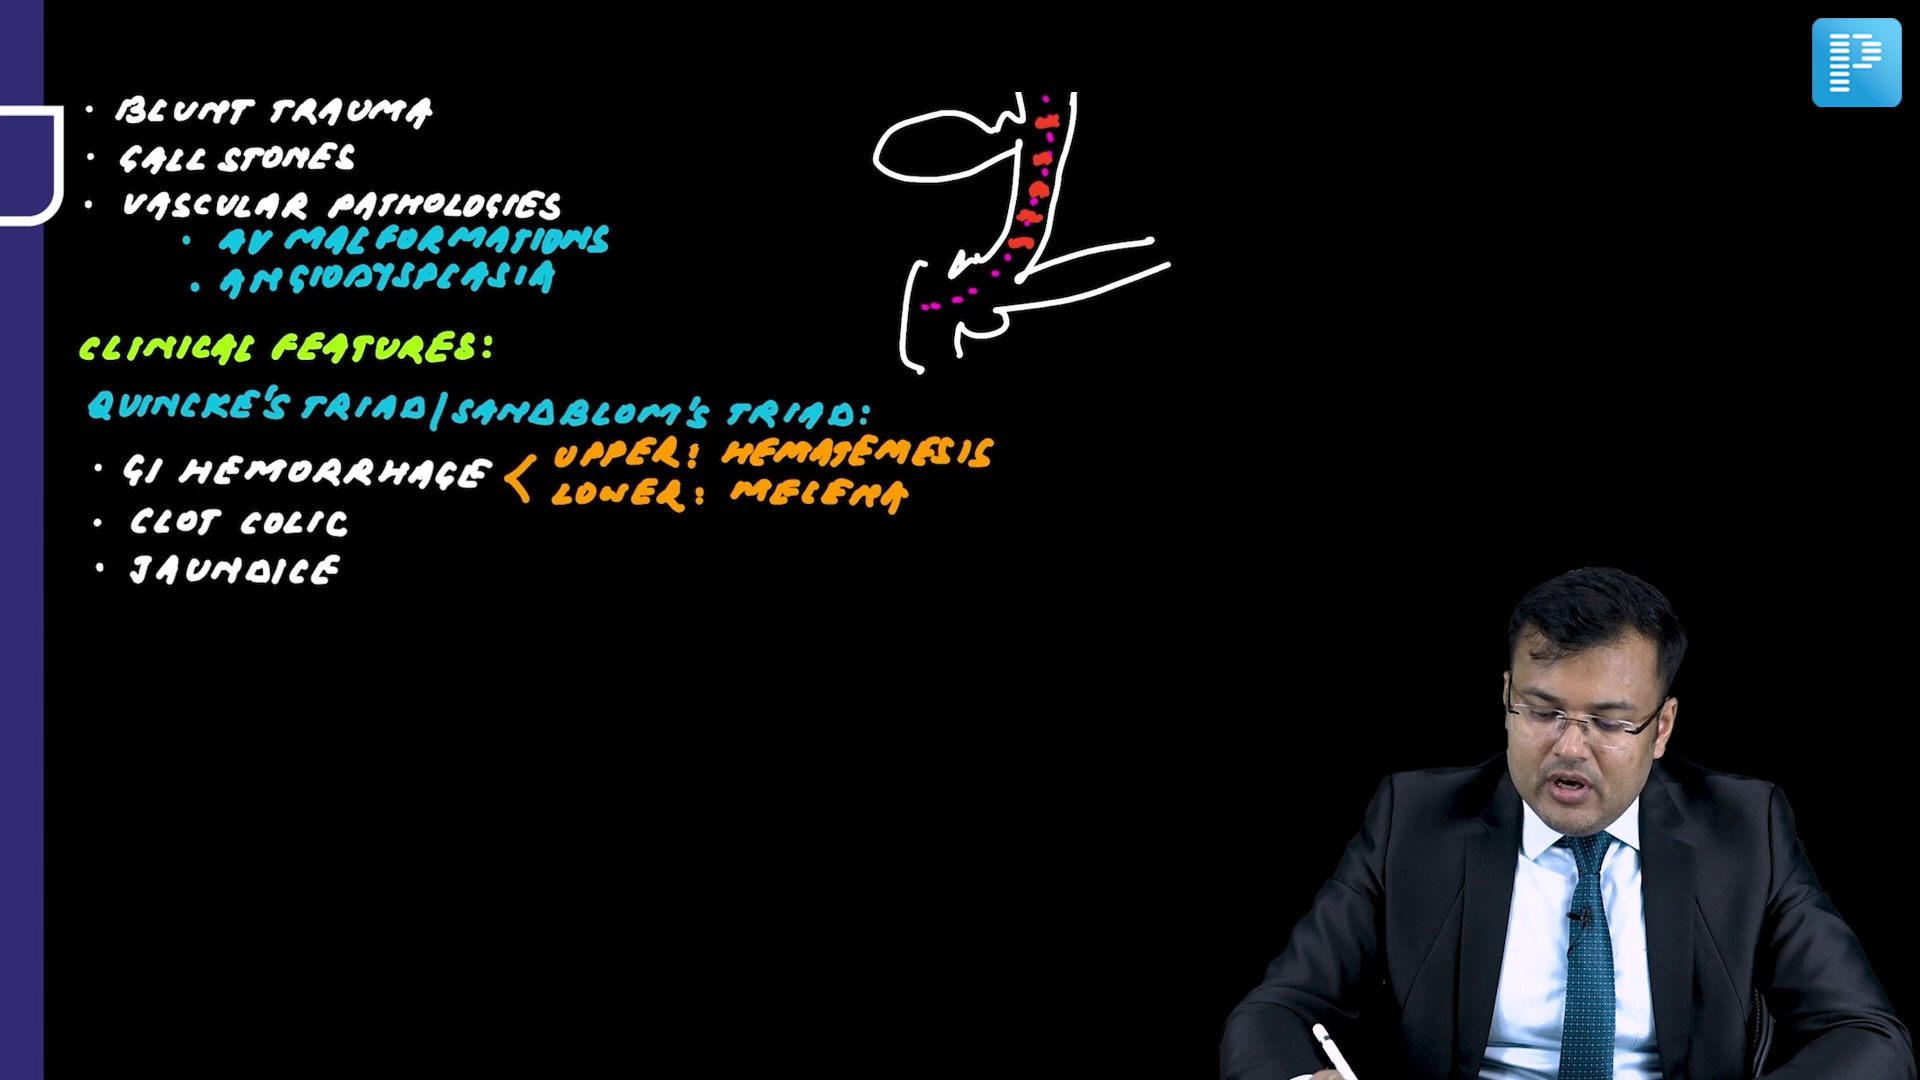 • BLUNT TRAUMA
• GALL STONES
• VASCULAR PATHOLOGIES
• AV MALFORMATIONS
• ANGIODYSPLASIA
CLINICAL FEATURES:
QUINCKE'S TRIAD/SANDBLOM'S TRIAD:
• GI HEMORRHAGE < UPPER: HEMATEMESIS
LOWER: MELENA
• CLOT COLIC
• JAUNDICE